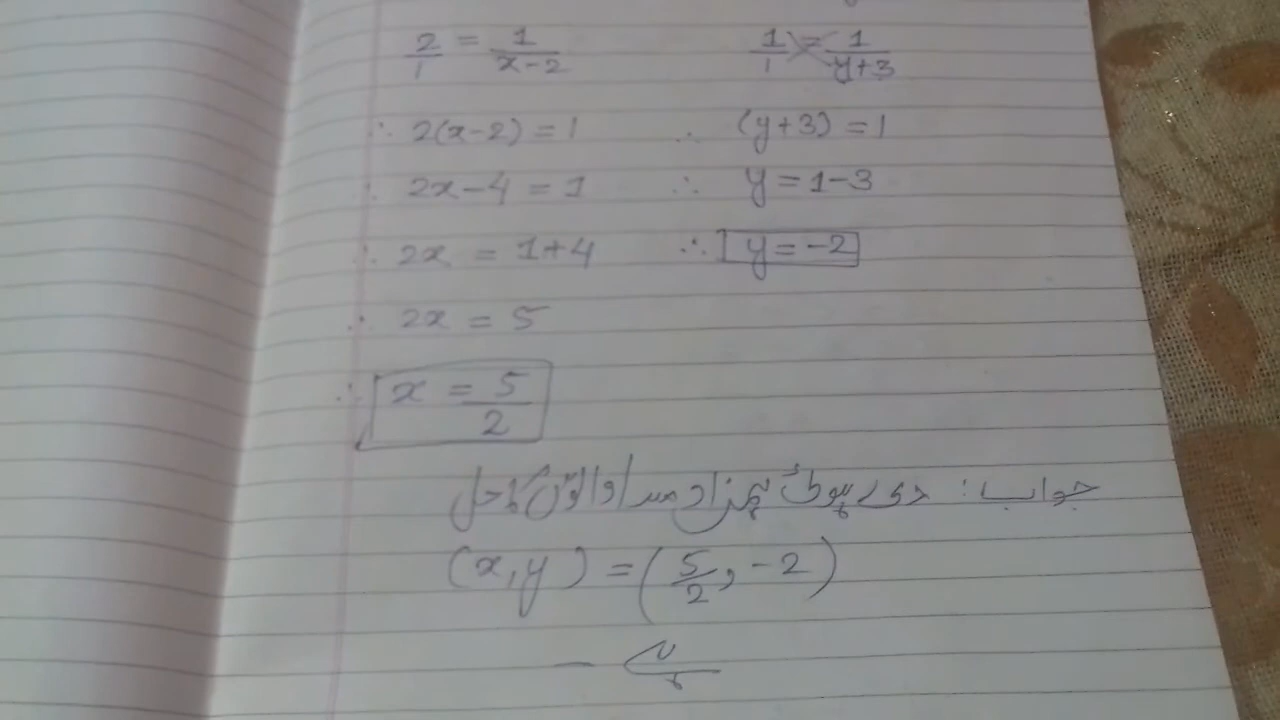 2/1 = 1/(x-2)    1/1 = 1/(y+3)
∴ 2(x-2) = 1    ∴ (y+3) = 1
∴ 2x-4 = 1    ∴ y = 1-3
∴ 2x = 1+4    ∴ y = -2
∴ 2x = 5
∴ x = 5/2
جواب : دی ہوئی ہمزاد مساواتوں کا حل
(x, y) = (5/2, -2)
ہے -